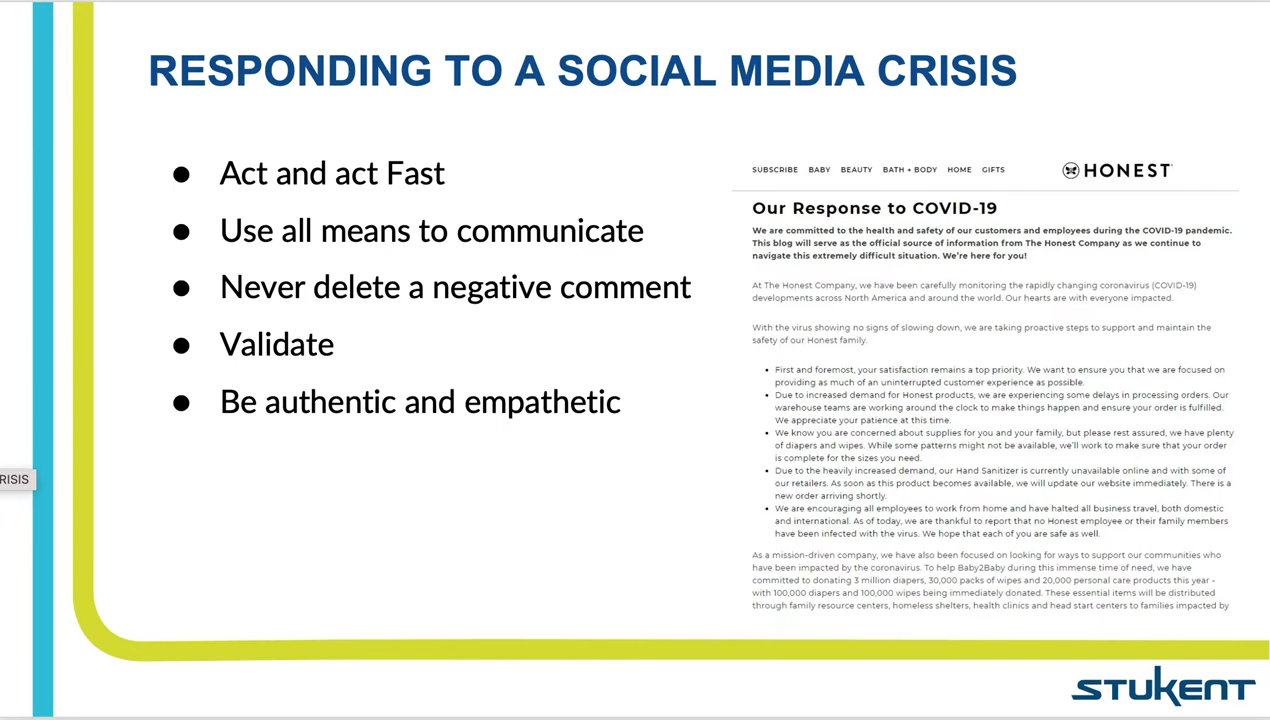 RESPONDING TO A SOCIAL MEDIA CRISIS
● Act and act Fast
● Use all means to communicate
● Never delete a negative comment
● Validate
● Be authentic and empathetic
RISIS
SUBSCRIBE BABY BEAUTY BATH + BODY HOME GIFTS HONEST
Our Response to COVID-19
We are committed to the health and safety of our customers and employees during the COVID-19 pandemic.
This blog will serve as the official source of information from The Honest Company as we continue to
navigate this extremely difficult situation. We're here for you!
At The Honest Company, we have been carefully monitoring the rapidly changing coronavirus (COVID-19)
developments across North America and around the world. Our hearts are with everyone impacted.
With the virus showing no signs of slowing down, we are taking proactive steps to support and maintain the
safety of our Honest family.
• First and foremost, your satisfaction remains a top priority. We want to ensure you that we are focused on
providing as much of an uninterrupted customer experience as possible.
• Due to increased demand for Honest products, we are experiencing some delays in processing orders. Our
warehouse teams are working around the clock to make things happen and ensure your order is fulfilled.
We appreciate your patience at this time.
• We know you are concerned about supplies for you and your family, but please rest assured, we have plenty
of diapers and wipes. While some patterns might not be available, we'll work to make sure that your order
is complete for the sizes you need.
• Due to the heavily increased demand, our Hand Sanitizer is currently unavailable online and with some of
our retailers. As soon as this product becomes available, we will update our website immediately. There is a
new order arriving shortly.
• We are encouraging all employees to work from home and have halted all business travel, both domestic
and international. As of today, we are thankful to report that no Honest employee or their family members
have been infected with the virus. We hope that each of you are safe as well.
As a mission-driven company, we have also been focused on looking for ways to support our communities who
have been impacted by the coronavirus. To help Baby2Baby during this immense time of need, we have
committed to donating 3 million diapers, 30,000 packs of wipes and 20,000 personal care products this year -
with 100,000 diapers and 100,000 wipes being immediately donated. These essential items will be distributed
through family resource centers, homeless shelters, health clinics and head start centers to families impacted by
STUKENT